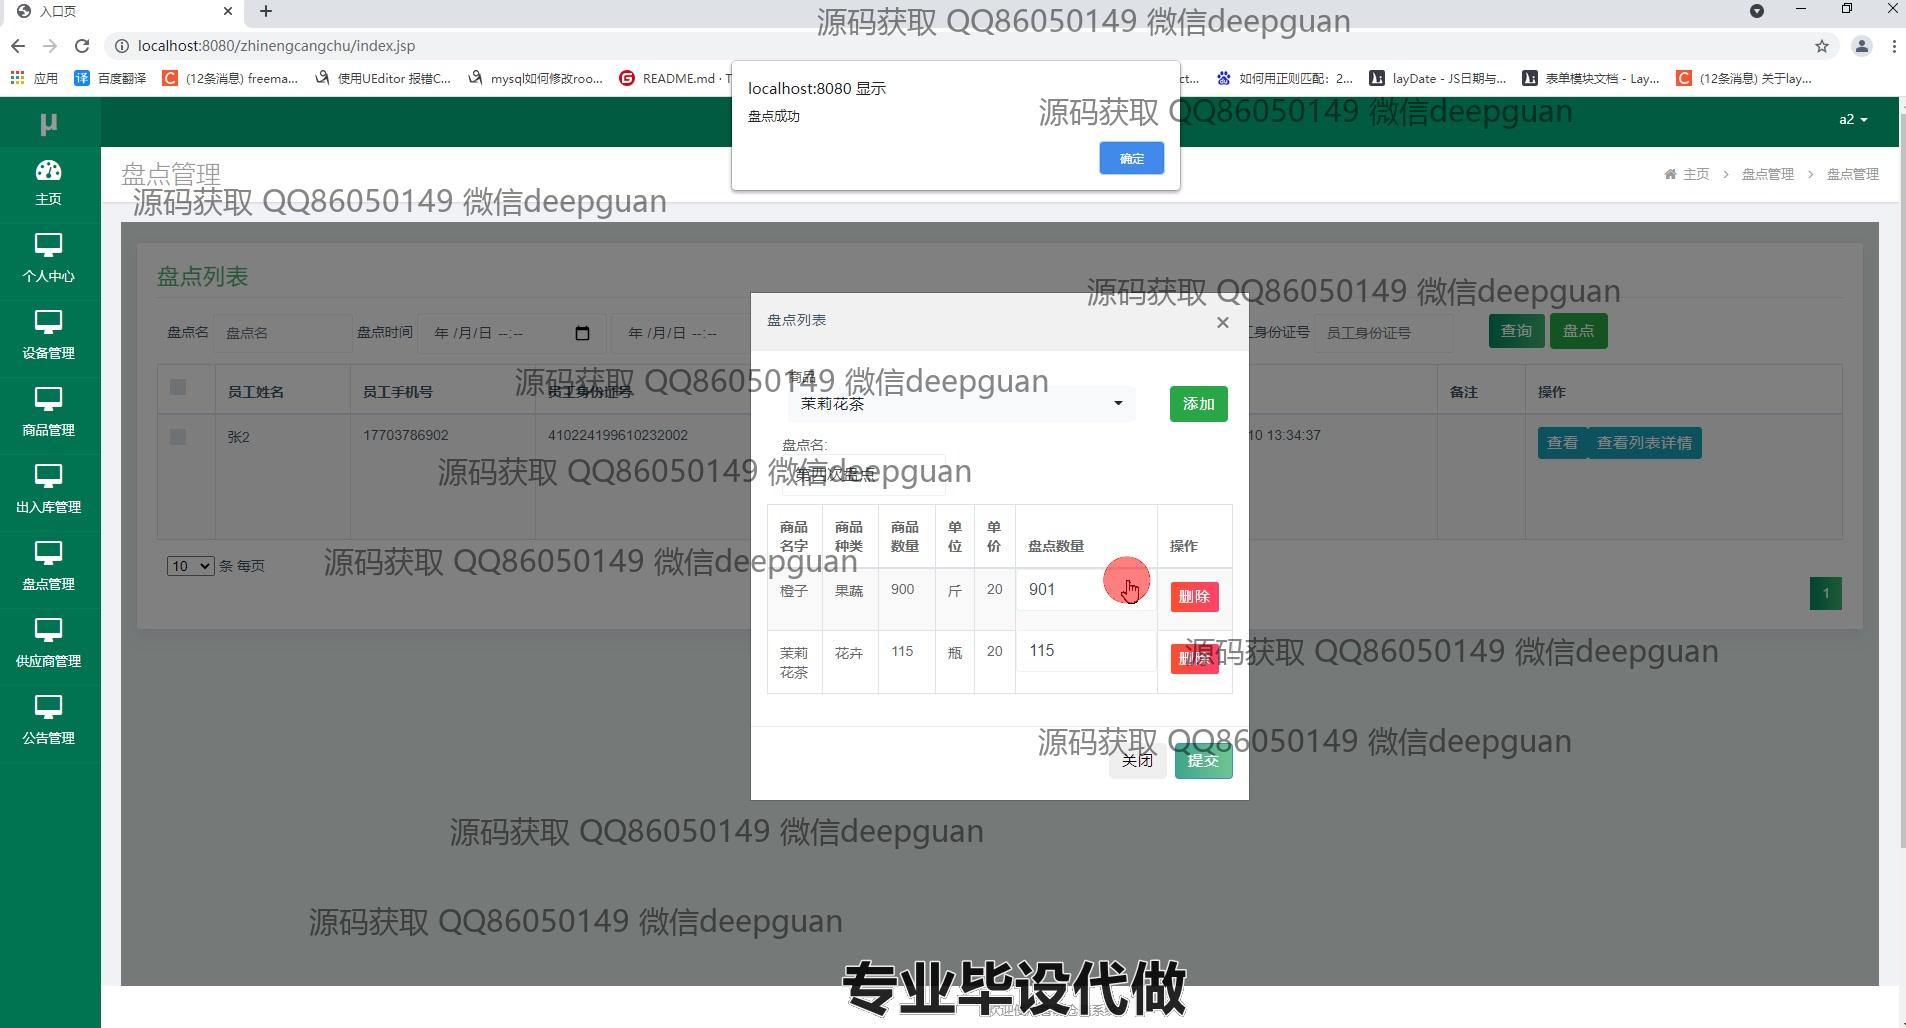 入口页
源码获取 QQ86050149 微信deepguan
localhost:8080/zhinengcangchu/index.jsp
应用 百度翻译 (12条消息) freema... 使用UEditor 报错C... mysql如何修改roo... README.md · T ct... 如何用正则匹配：2... layDate - JS日期与... 表单模块文档 - Lay... (12条消息) 关于lay...
localhost:8080 显示
盘点成功
确定
源码获取 QQ86050149 微信deepguan
μ
a2
主页
个人中心
设备管理
商品管理
出入库管理
盘点管理
供应商管理
公告管理
盘点管理
主页 > 盘点管理 > 盘点管理
源码获取 QQ86050149 微信deepguan
盘点列表
源码获取 QQ86050149 微信deepguan
盘点名 盘点名 盘点时间 年 /月/日 --:-- 年 /月/日 --:-- 工身份证号 员工身份证号 查询 盘点
员工姓名 员工手机号 员工身份证号 备注 操作
张2 17703786902 410224199610232002 10 13:34:37 查看 查看列表详情
10 条 每页
1
盘点列表 ×
商品
源码获取 QQ86050149 微信deepguan
茉莉花茶 添加
盘点名:
第四次盘点
源码获取 QQ86050149 微信deepguan
商品名字 商品种类 商品数量 单位 单价 盘点数量 操作
源码获取 QQ86050149 微信deepguan
橙子 果蔬 900 斤 20 901 删除
茉莉花茶 花卉 115 瓶 20 115 删除
源码获取 QQ86050149 微信deepguan
源码获取 QQ86050149 微信deepguan
关闭 提交
源码获取 QQ86050149 微信deepguan
源码获取 QQ86050149 微信deepguan
专业毕设代做